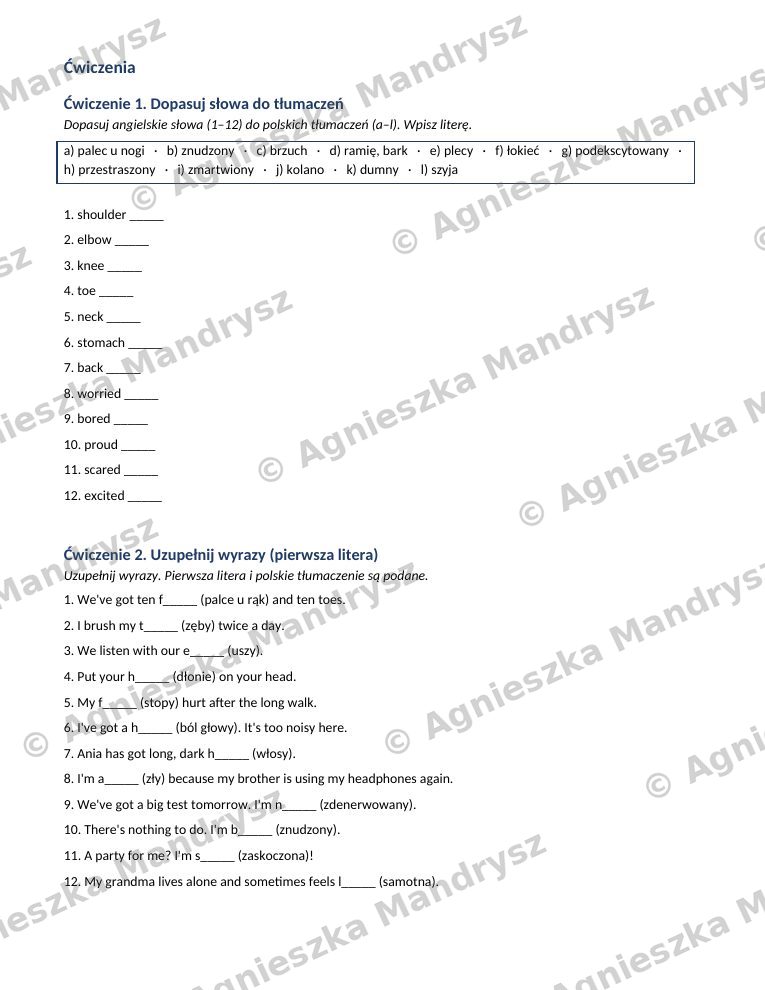 Ćwiczenia
Ćwiczenie 1. Dopasuj słowa do tłumaczeń
Dopasuj angielskie słowa (1–12) do polskich tłumaczeń (a–l). Wpisz literę.
a) palec u nogi · b) znudzony · c) brzuch · d) ramię, bark · e) plecy · f) łokieć · g) podekscytowany ·
h) przestraszony · i) zmartwiony · j) kolano · k) dumny · l) szyja
1. shoulder _____
2. elbow _____
3. knee _____
4. toe _____
5. neck _____
6. stomach _____
7. back _____
8. worried _____
9. bored _____
10. proud _____
11. scared _____
12. excited _____
Ćwiczenie 2. Uzupełnij wyrazy (pierwsza litera)
Uzupełnij wyrazy. Pierwsza litera i polskie tłumaczenie są podane.
1. We've got ten f_____ (palce u rąk) and ten toes.
2. I brush my t_____ (zęby) twice a day.
3. We listen with our e_____ (uszy).
4. Put your h_____ (dłonie) on your head.
5. My f_____ (stopy) hurt after the long walk.
6. I've got a h_____ (ból głowy). It's too noisy here.
7. Ania has got long, dark h_____ (włosy).
8. I'm a_____ (zły) because my brother is using my headphones again.
9. We've got a big test tomorrow. I'm n_____ (zdenerwowany).
10. There's nothing to do. I'm b_____ (znudzony).
11. A party for me? I'm s_____ (zaskoczona)!
12. My grandma lives alone and sometimes feels l_____ (samotna).
© Agnieszka Mandrysz